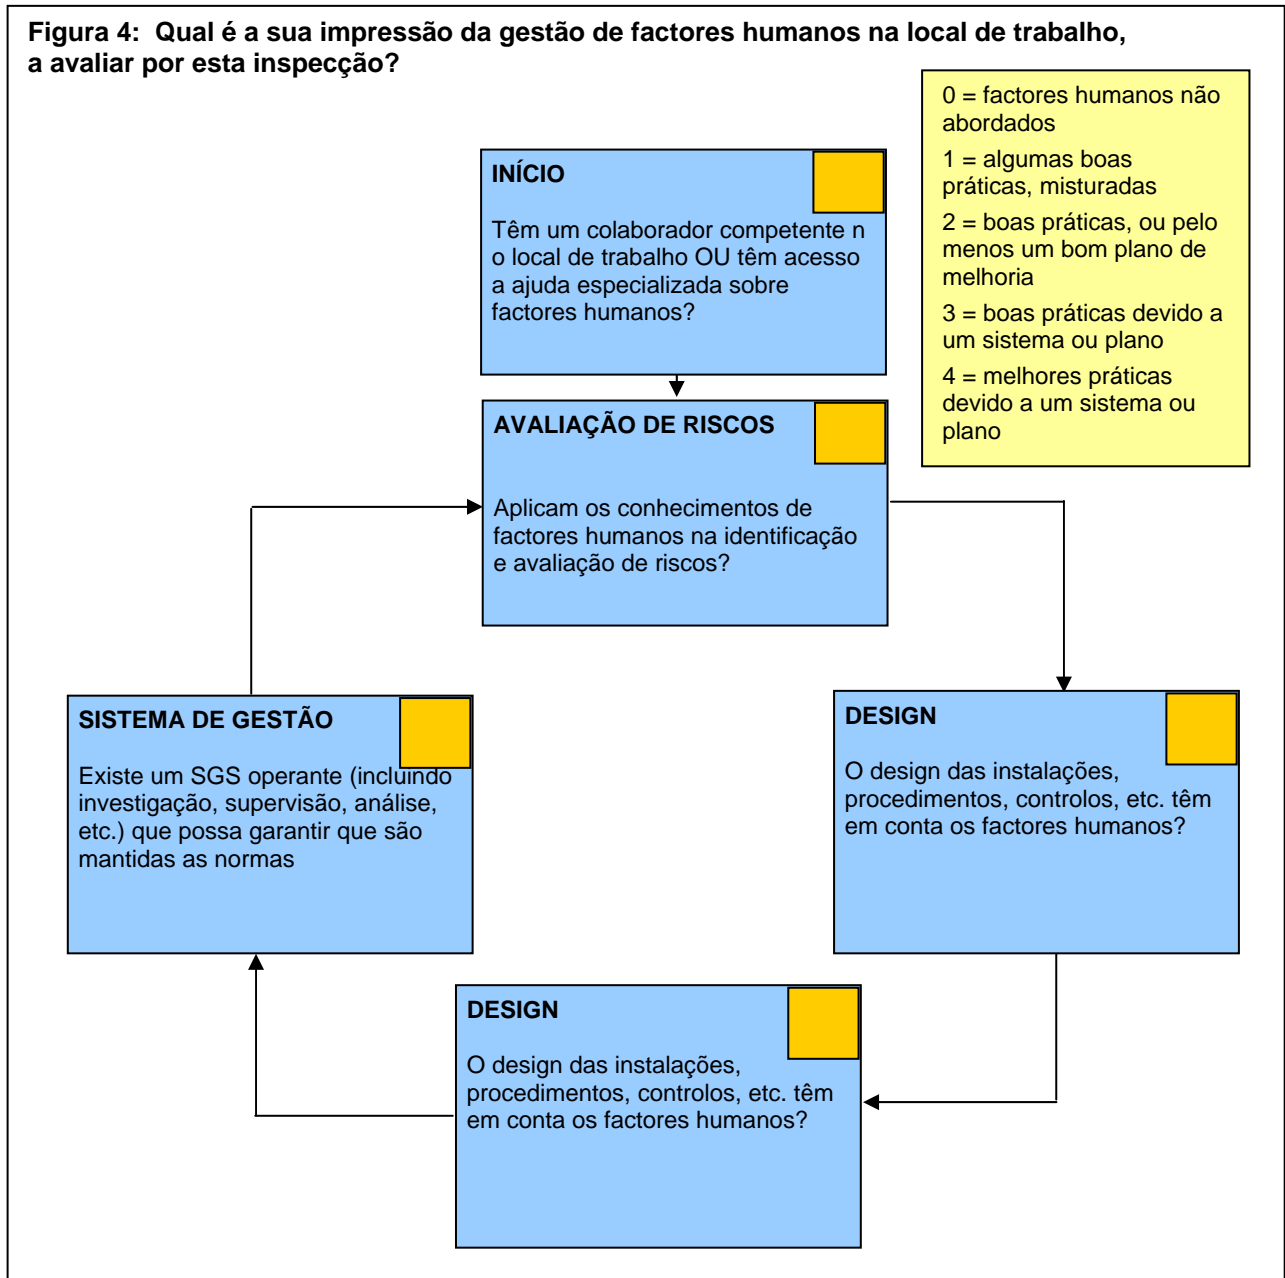 Figura 4:  Qual é a sua impressão da gestão de factores humanos na local de trabalho,
a avaliar por esta inspecção?
0 = factores humanos não
abordados
1 = algumas boas
práticas, misturadas
2 = boas práticas, ou pelo
menos um bom plano de
melhoria
3 = boas práticas devido a
um sistema ou plano
4 = melhores práticas
devido a um sistema ou
plano
INÍCIO
Têm um colaborador competente n
o local de trabalho OU têm acesso
a ajuda especializada sobre
factores humanos?
AVALIAÇÃO DE RISCOS
Aplicam os conhecimentos de
factores humanos na identificação
e avaliação de riscos?
SISTEMA DE GESTÃO
Existe um SGS operante (incluindo
investigação, supervisão, análise,
etc.) que possa garantir que são
mantidas as normas
DESIGN
O design das instalações,
procedimentos, controlos, etc. têm
em conta os factores humanos?
DESIGN
O design das instalações,
procedimentos, controlos, etc. têm
em conta os factores humanos?